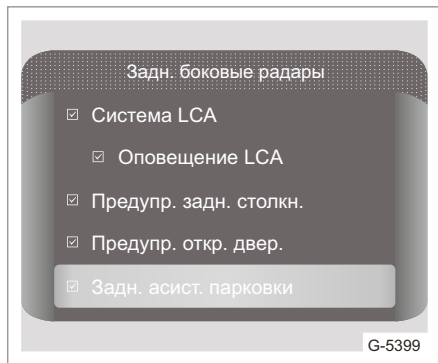 Задн. боковые радары
Система LCA
Оповещение LCA
Предупр. задн. столкн.
Предупр. откр. двер.
Задн. асист. парковки
G-5399